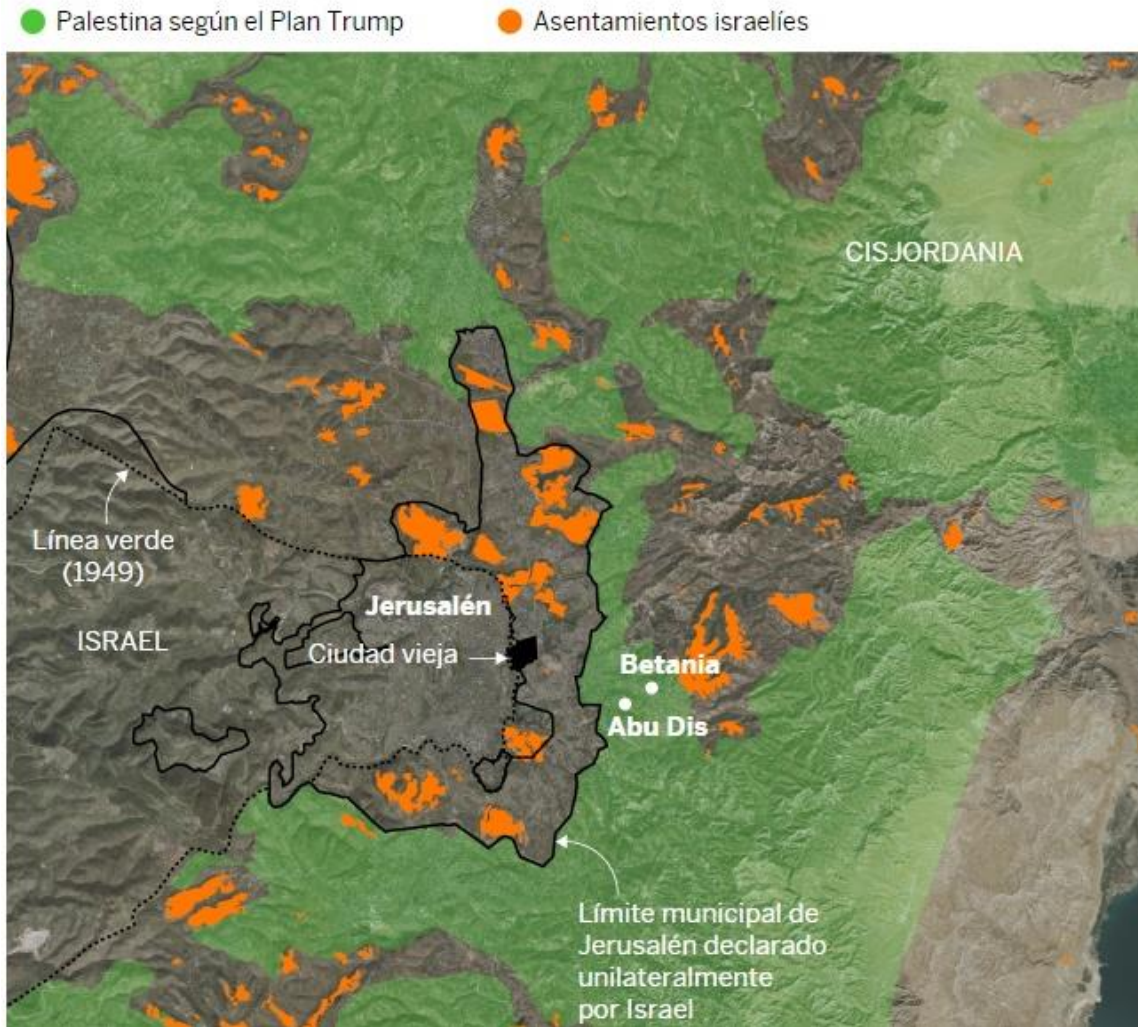 Palestina según el Plan Trump
Asentamientos israelíes
CISJORDANIA
Línea verde
(1949)
ISRAEL
Jerusalén
Ciudad vieja
Betania
Abu Dis
Límite municipal de
Jerusalén declarado
unilateralmente
por Israel